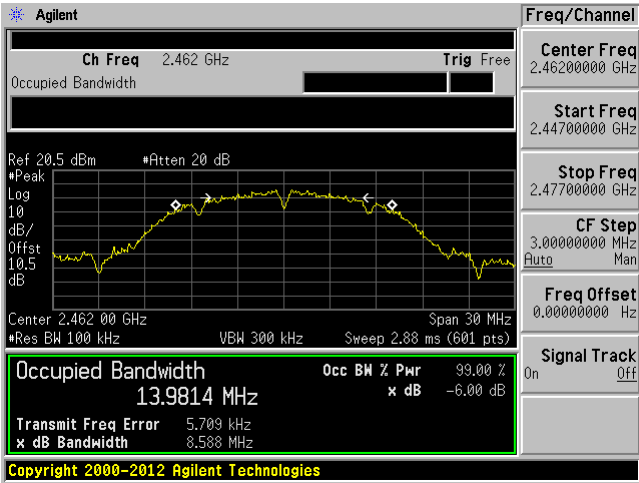 Agilent
Freq/Channel
Ch Freq 2.462 GHz Trig Free
Occupied Bandwidth
Center Freq
2.46200000 GHz
Start Freq
2.44700000 GHz
Stop Freq
2.47700000 GHz
CF Step
3.00000000 MHz
Auto Man
Freq Offset
0.00000000 Hz
Signal Track
On Off
Ref 20.5 dBm #Atten 20 dB
#Peak
Log
10
dB/
Offst
10.5
dB
Center 2.462 00 GHz Span 30 MHz
#Res BW 100 kHz VBW 300 kHz Sweep 2.88 ms (601 pts)
Occupied Bandwidth Occ BW % Pwr 99.00 %
13.9814 MHz x dB -6.00 dB
Transmit Freq Error 5.709 kHz
x dB Bandwidth 8.588 MHz
Copyright 2000-2012 Agilent Technologies